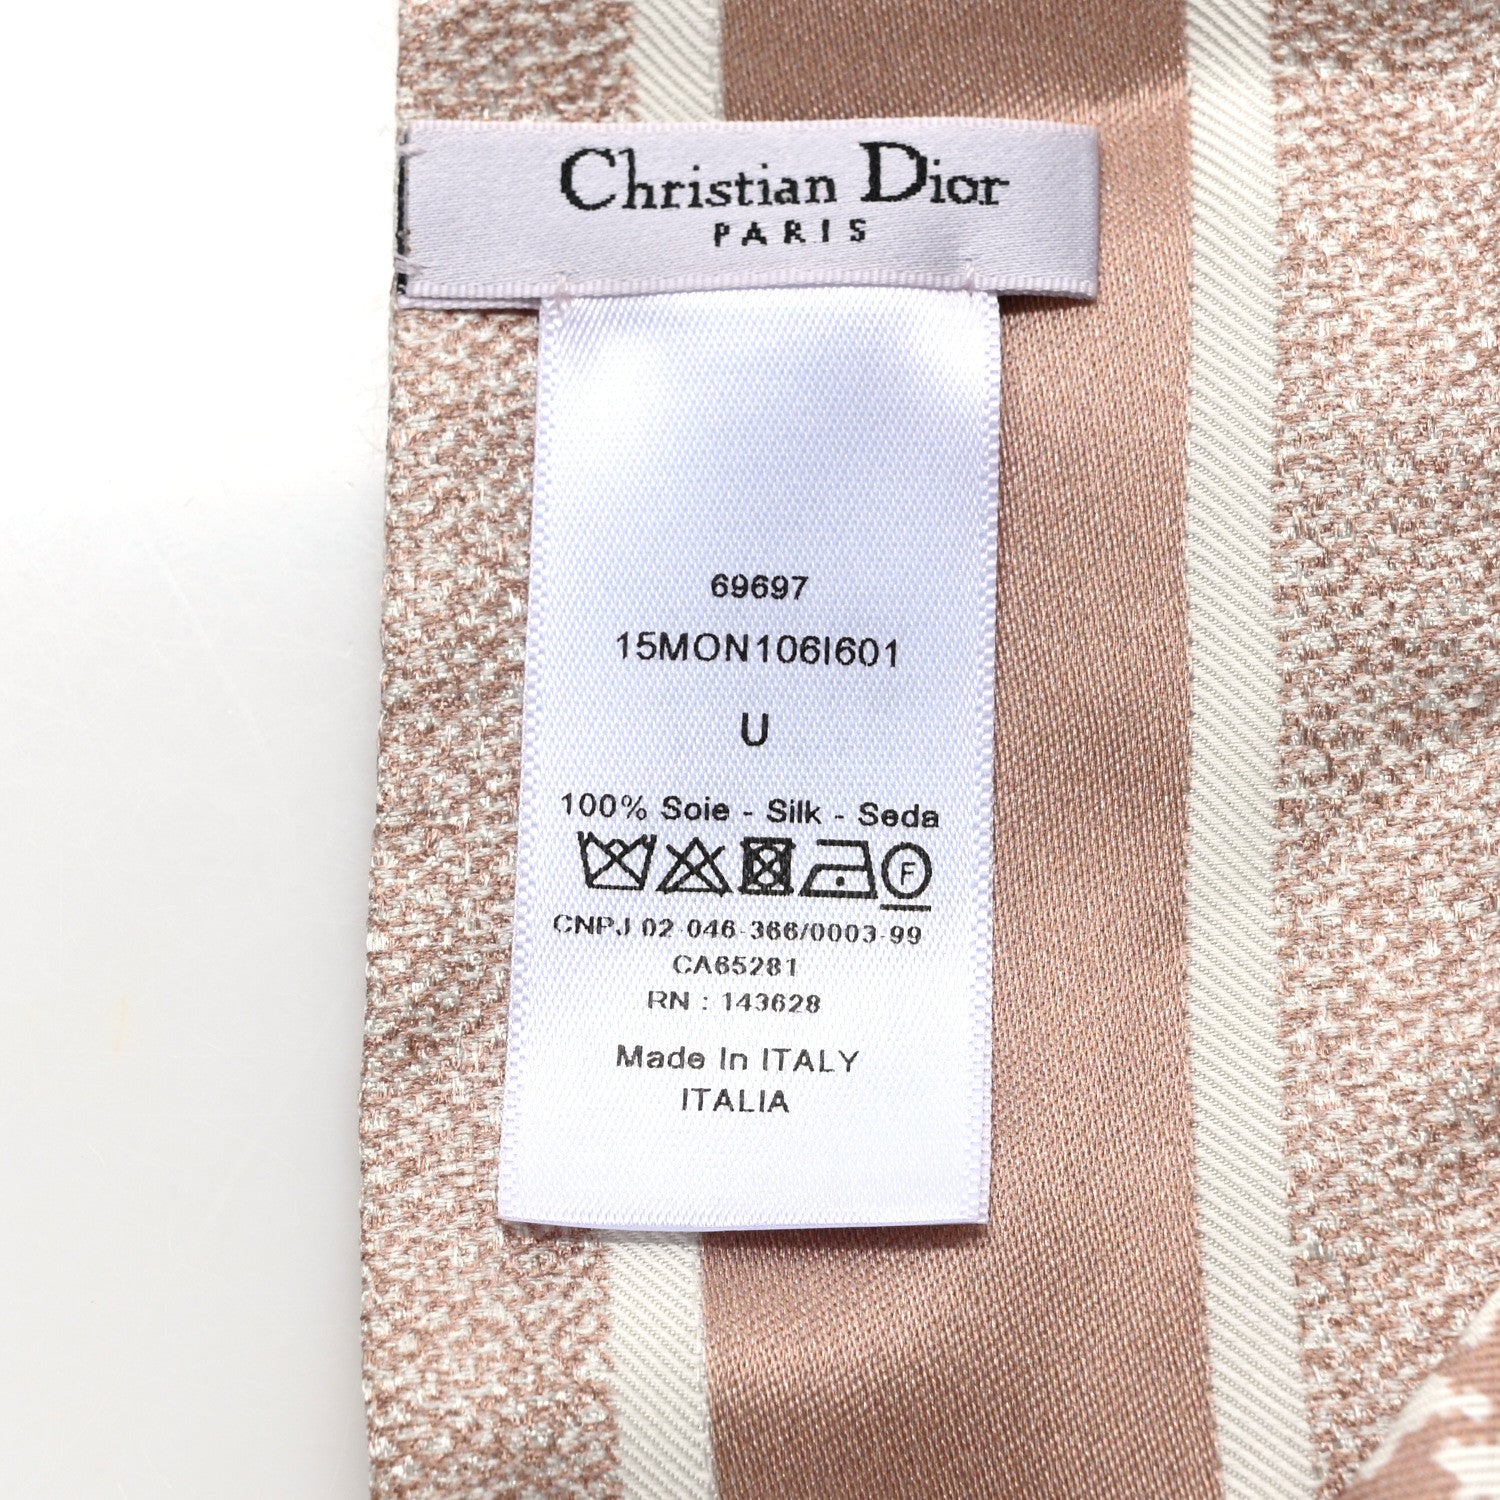 Christian Dior
PARIS
69697
15MON106I601
U
100% Soie - Silk - Seda
F
CNPJ 02-046-366/0003-99
CA65281
RN : 143628
Made In ITALY
ITALIA